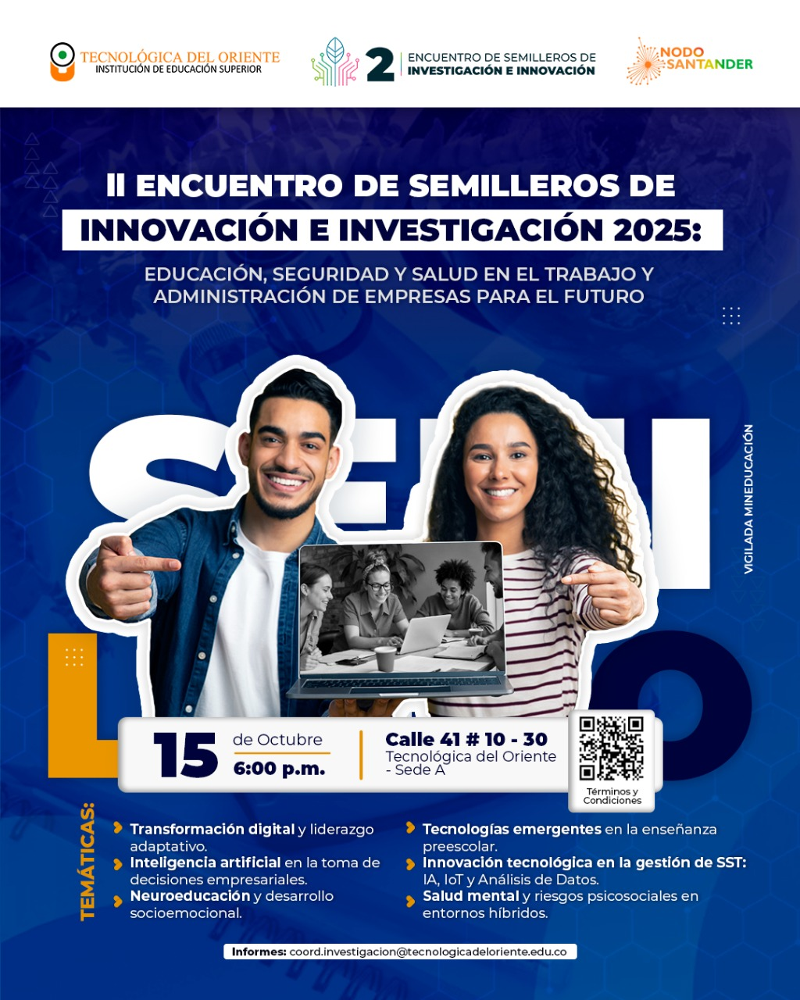 TECNOLÓGICA DEL ORIENTE
INSTITUCIÓN DE EDUCACIÓN SUPERIOR
2
ENCUENTRO DE SEMILLEROS DE
INVESTIGACIÓN E INNOVACIÓN
NODO
SANTANDER
II ENCUENTRO DE SEMILLEROS DE
INNOVACIÓN E INVESTIGACIÓN 2025:
EDUCACIÓN, SEGURIDAD Y SALUD EN EL TRABAJO Y
ADMINISTRACIÓN DE EMPRESAS PARA EL FUTURO
VIGILADA MINEDUCACIÓN
15
de Octubre
6:00 p.m.
Calle 41 # 10 - 30
Tecnológica del Oriente
- Sede A
Términos y
Condiciones
TEMÁTICAS:
Transformación digital y liderazgo
adaptativo.
Inteligencia artificial en la toma de
decisiones empresariales.
Neuroeducación y desarrollo
socioemocional.
Tecnologías emergentes en la enseñanza
preescolar.
Innovación tecnológica en la gestión de SST:
IA, IoT y Análisis de Datos.
Salud mental y riesgos psicosociales en
entornos híbridos.
Informes: coord.investigacion@tecnologicadeloriente.edu.co